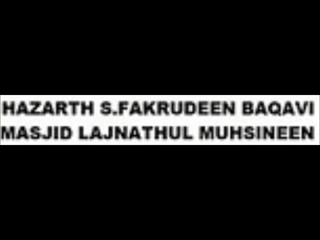 HAZARTH S.FAKRUDEEN BAQAVI
MASJID LAJNATHUL MUHSINEEN